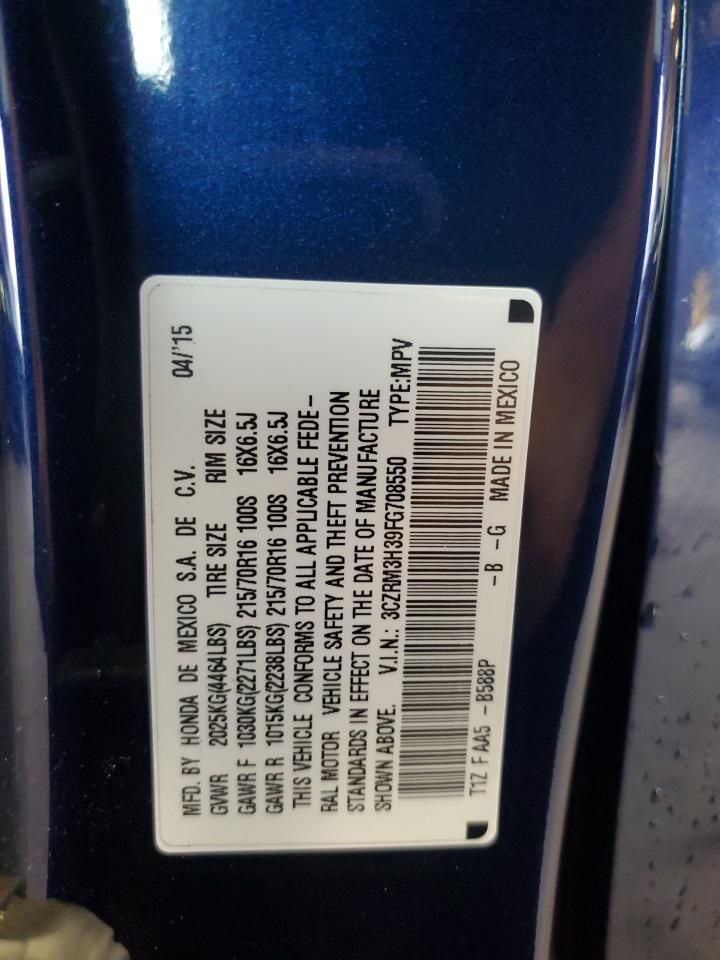 MFD. BY HONDA DE MEXICO S.A. DE C.V. 04/'15
GVWR 2025KG(4464LBS) TIRE SIZE RIM SIZE
GAWR F 1030KG(2271LBS) 215/70R16 100S 16X6.5J
GAWR R 1015KG(2238LBS) 215/70R16 100S 16X6.5J
THIS VEHICLE CONFORMS TO ALL APPLICABLE FEDE-
RAL MOTOR VEHICLE SAFETY AND THEFT PREVENTION
STANDARDS IN EFFECT ON THE DATE OF MANUFACTURE
SHOWN ABOVE. V.I.N.: 3CZRM3H39FG708550 TYPE:MPV
T1Z F AA5 -B588P -B -G MADE IN MEXICO